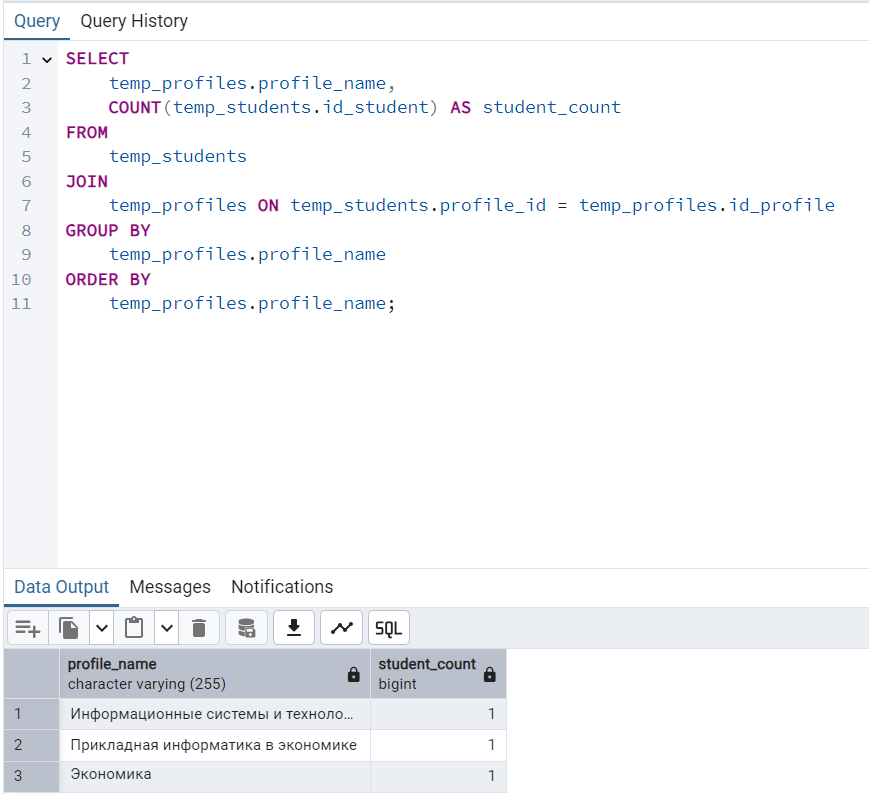 Query Query History
1 SELECT
2 temp_profiles.profile_name,
3 COUNT(temp_students.id_student) AS student_count
4 FROM
5 temp_students
6 JOIN
7 temp_profiles ON temp_students.profile_id = temp_profiles.id_profile
8 GROUP BY
9 temp_profiles.profile_name
10 ORDER BY
11 temp_profiles.profile_name;
Data Output Messages Notifications
SQL
profile_name student_count
character varying (255) bigint
1 Информационные системы и техноло... 1
2 Прикладная информатика в экономике 1
3 Экономика 1